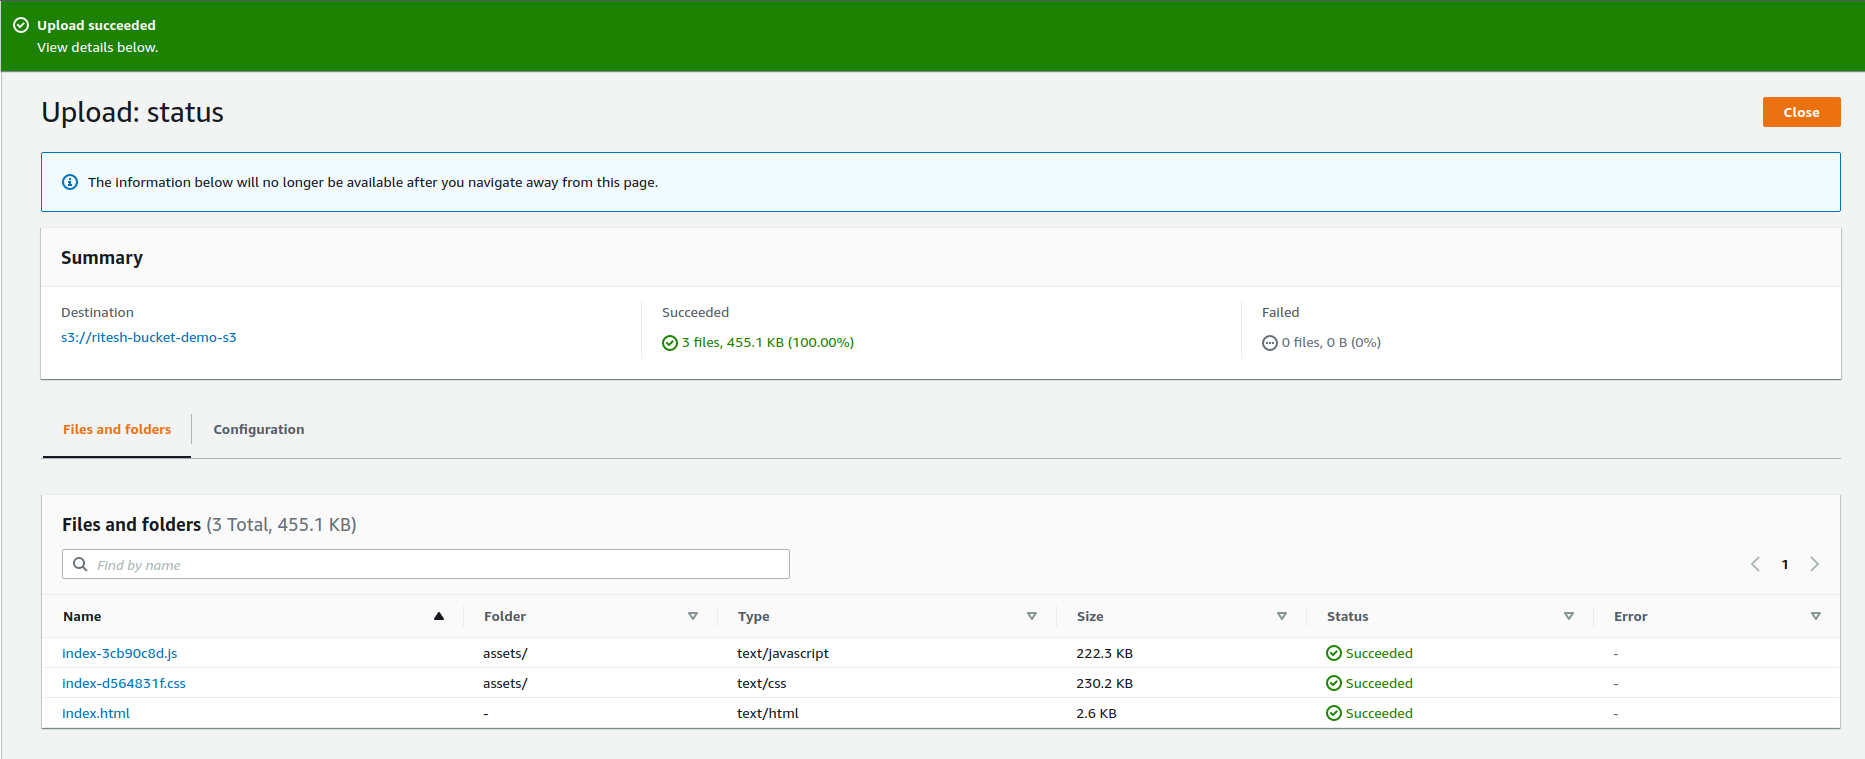 Upload succeeded
View details below.
Upload: status
Close
The information below will no longer be available after you navigate away from this page.
Summary
Destination
s3://ritesh-bucket-demo-s3
Succeeded
3 files, 455.1 KB (100.00%)
Failed
0 files, 0 B (0%)
Files and folders
Configuration
Files and folders (3 Total, 455.1 KB)
Find by name
1
Name Folder Type Size Status Error
index-3cb90c8d.js assets/ text/javascript 222.3 KB Succeeded -
index-d564831f.css assets/ text/css 230.2 KB Succeeded -
index.html - text/html 2.6 KB Succeeded -